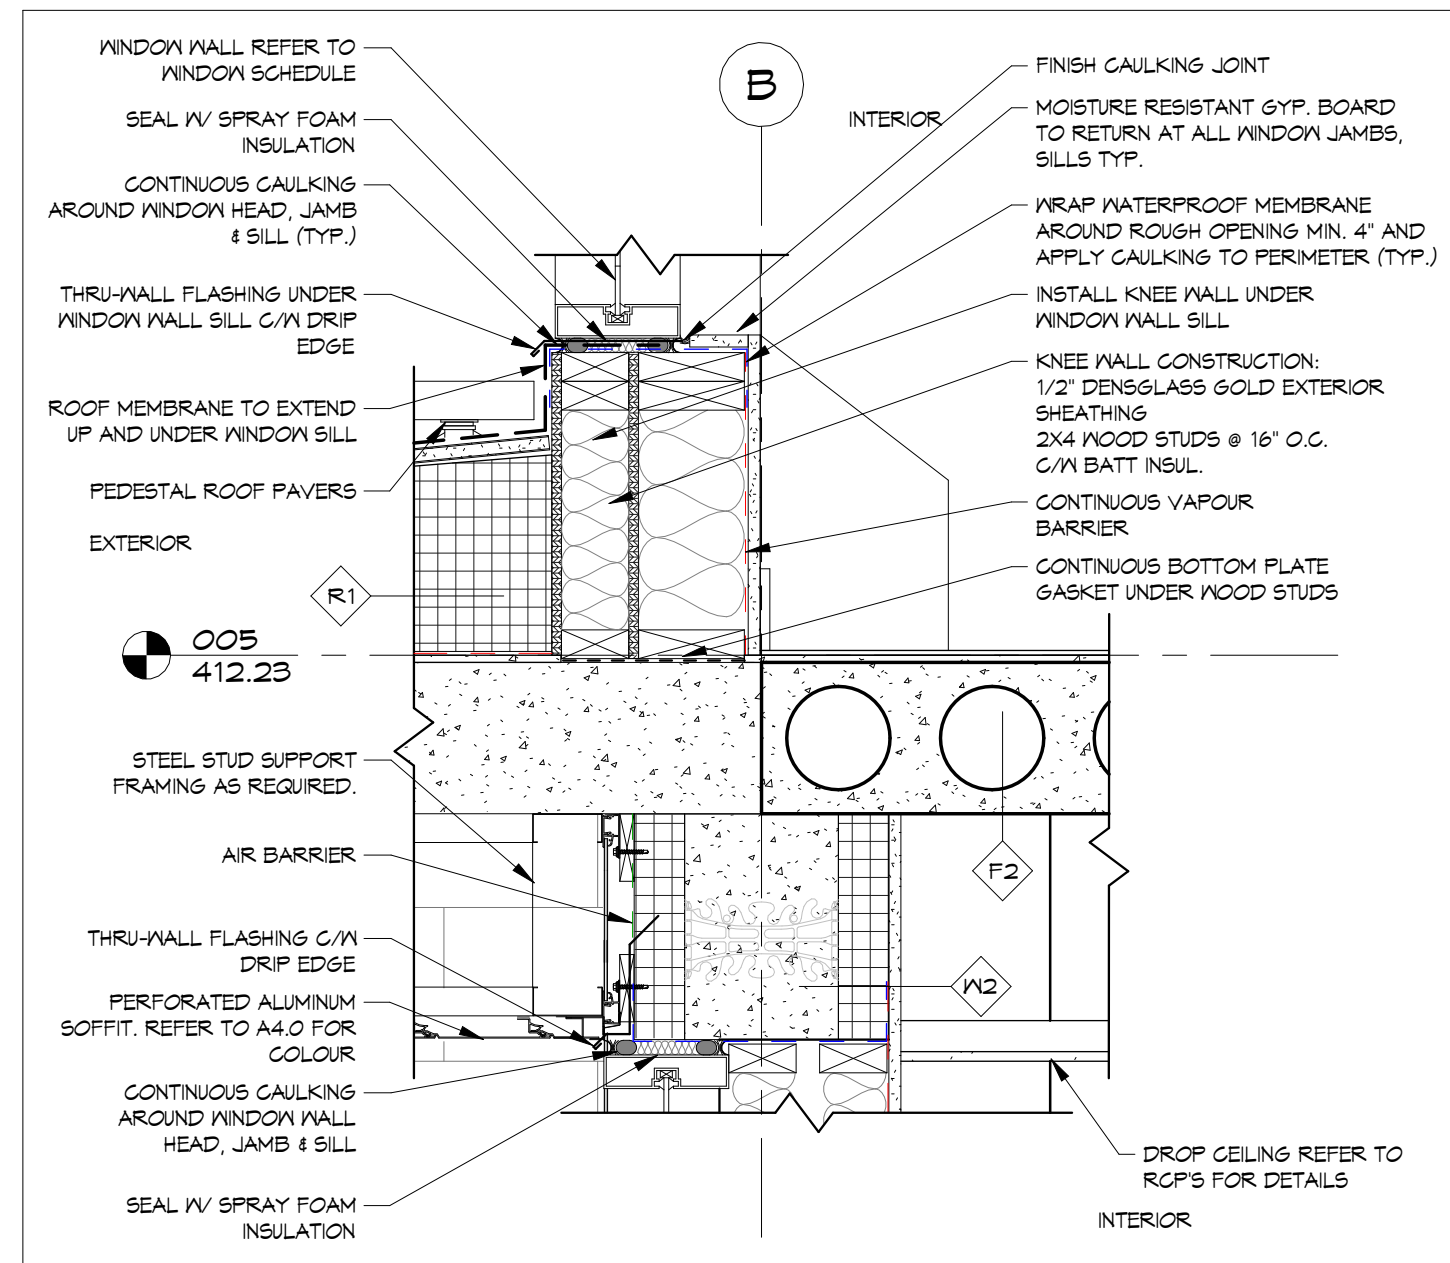 WINDOW WALL REFER TO
WINDOW SCHEDULE
SEAL W/ SPRAY FOAM
INSULATION
CONTINUOUS CAULKING
AROUND WINDOW HEAD, JAMB
& SILL (TYP.)
THRU-WALL FLASHING UNDER
WINDOW WALL SILL C/W DRIP
EDGE
ROOF MEMBRANE TO EXTEND
UP AND UNDER WINDOW SILL
PEDESTAL ROOF PAVERS
EXTERIOR
R1
005
412.23
STEEL STUD SUPPORT
FRAMING AS REQUIRED.
AIR BARRIER
THRU-WALL FLASHING C/W
DRIP EDGE
PERFORATED ALUMINUM
SOFFIT. REFER TO A4.0 FOR
COLOUR
CONTINUOUS CAULKING
AROUND WINDOW WALL
HEAD, JAMB & SILL
SEAL W/ SPRAY FOAM
INSULATION
B
INTERIOR
FINISH CAULKING JOINT
MOISTURE RESISTANT GYP. BOARD
TO RETURN AT ALL WINDOW JAMBS,
SILLS TYP.
WRAP WATERPROOF MEMBRANE
AROUND ROUGH OPENING MIN. 4" AND
APPLY CAULKING TO PERIMETER (TYP.)
INSTALL KNEE WALL UNDER
WINDOW WALL SILL
KNEE WALL CONSTRUCTION:
1/2" DENSGLASS GOLD EXTERIOR
SHEATHING
2X4 WOOD STUDS @ 16" O.C.
C/W BATT INSUL.
CONTINUOUS VAPOUR
BARRIER
CONTINUOUS BOTTOM PLATE
GASKET UNDER WOOD STUDS
F2
W2
DROP CEILING REFER TO
RCP'S FOR DETAILS
INTERIOR